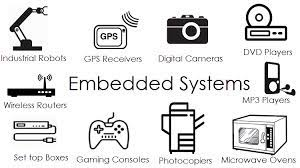 Industrial Robots
GPS
GPS Receivers
Digital Cameras
DVD Players
Embedded Systems
Wireless Routers
MP3 Players
Set top Boxes
Gaming Consoles
Photocopiers
Microwave Ovens